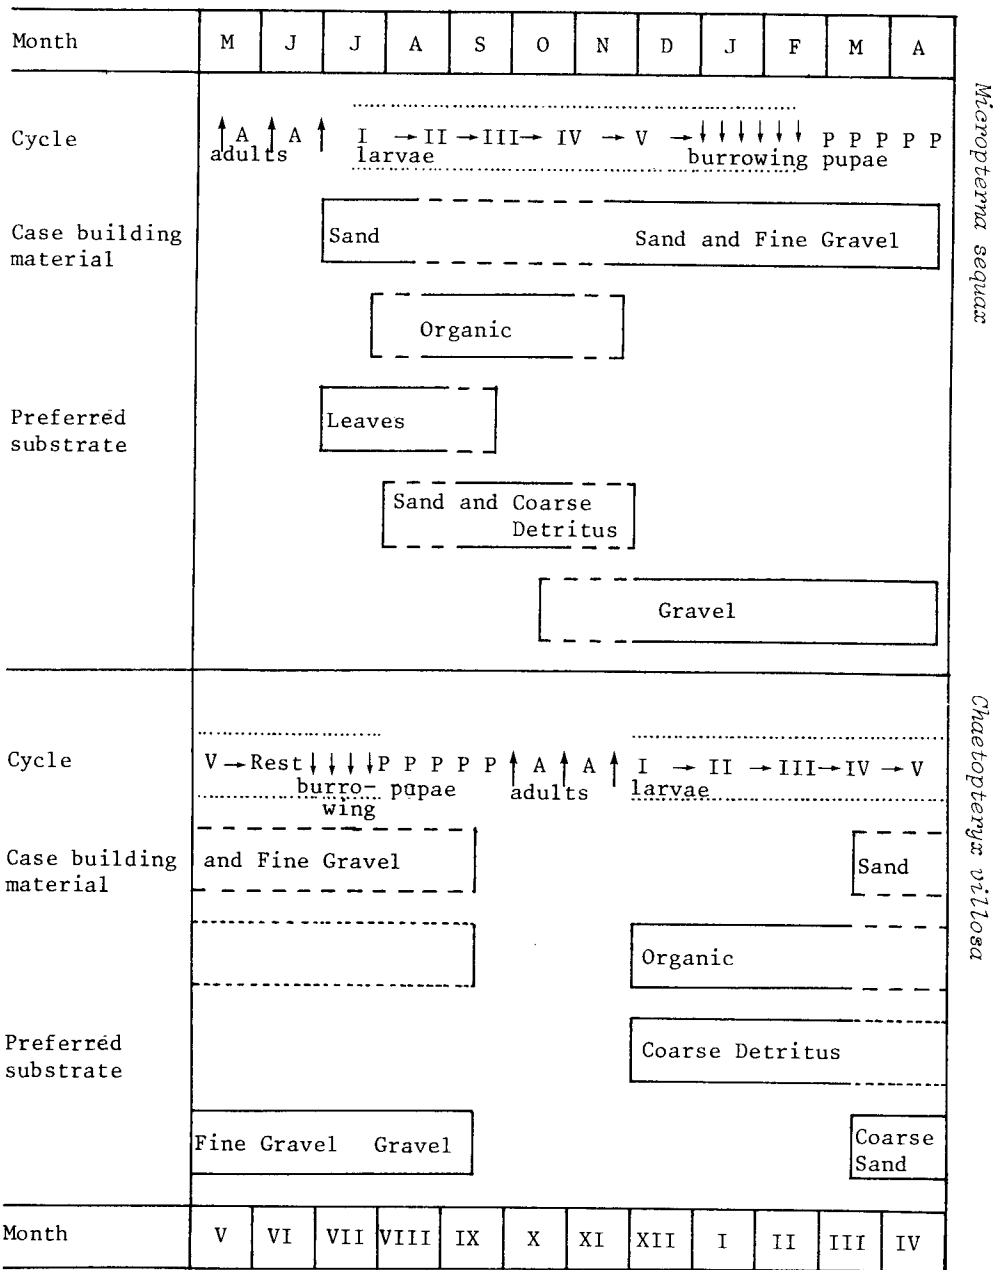 Month M J J A S O N D J F M A
Micropterna sequax
Cycle A A I → II → III → IV → V → P P P P P
adults larvae burrowing pupae
Case building
material
Sand Sand and Fine Gravel
Organic
Preferred
substrate
Leaves
Sand and Coarse
Detritus
Gravel
Chaetopteryx villosa
Cycle V → Rest P P P P P A A I → II → III → IV → V
burro- papae adults larvae
wing
Case building
material
and Fine Gravel Sand
Organic
Preferred
substrate
Coarse Detritus
Fine Gravel Gravel Coarse
Sand
Month V VI VII VIII IX X XI XII I II III IV